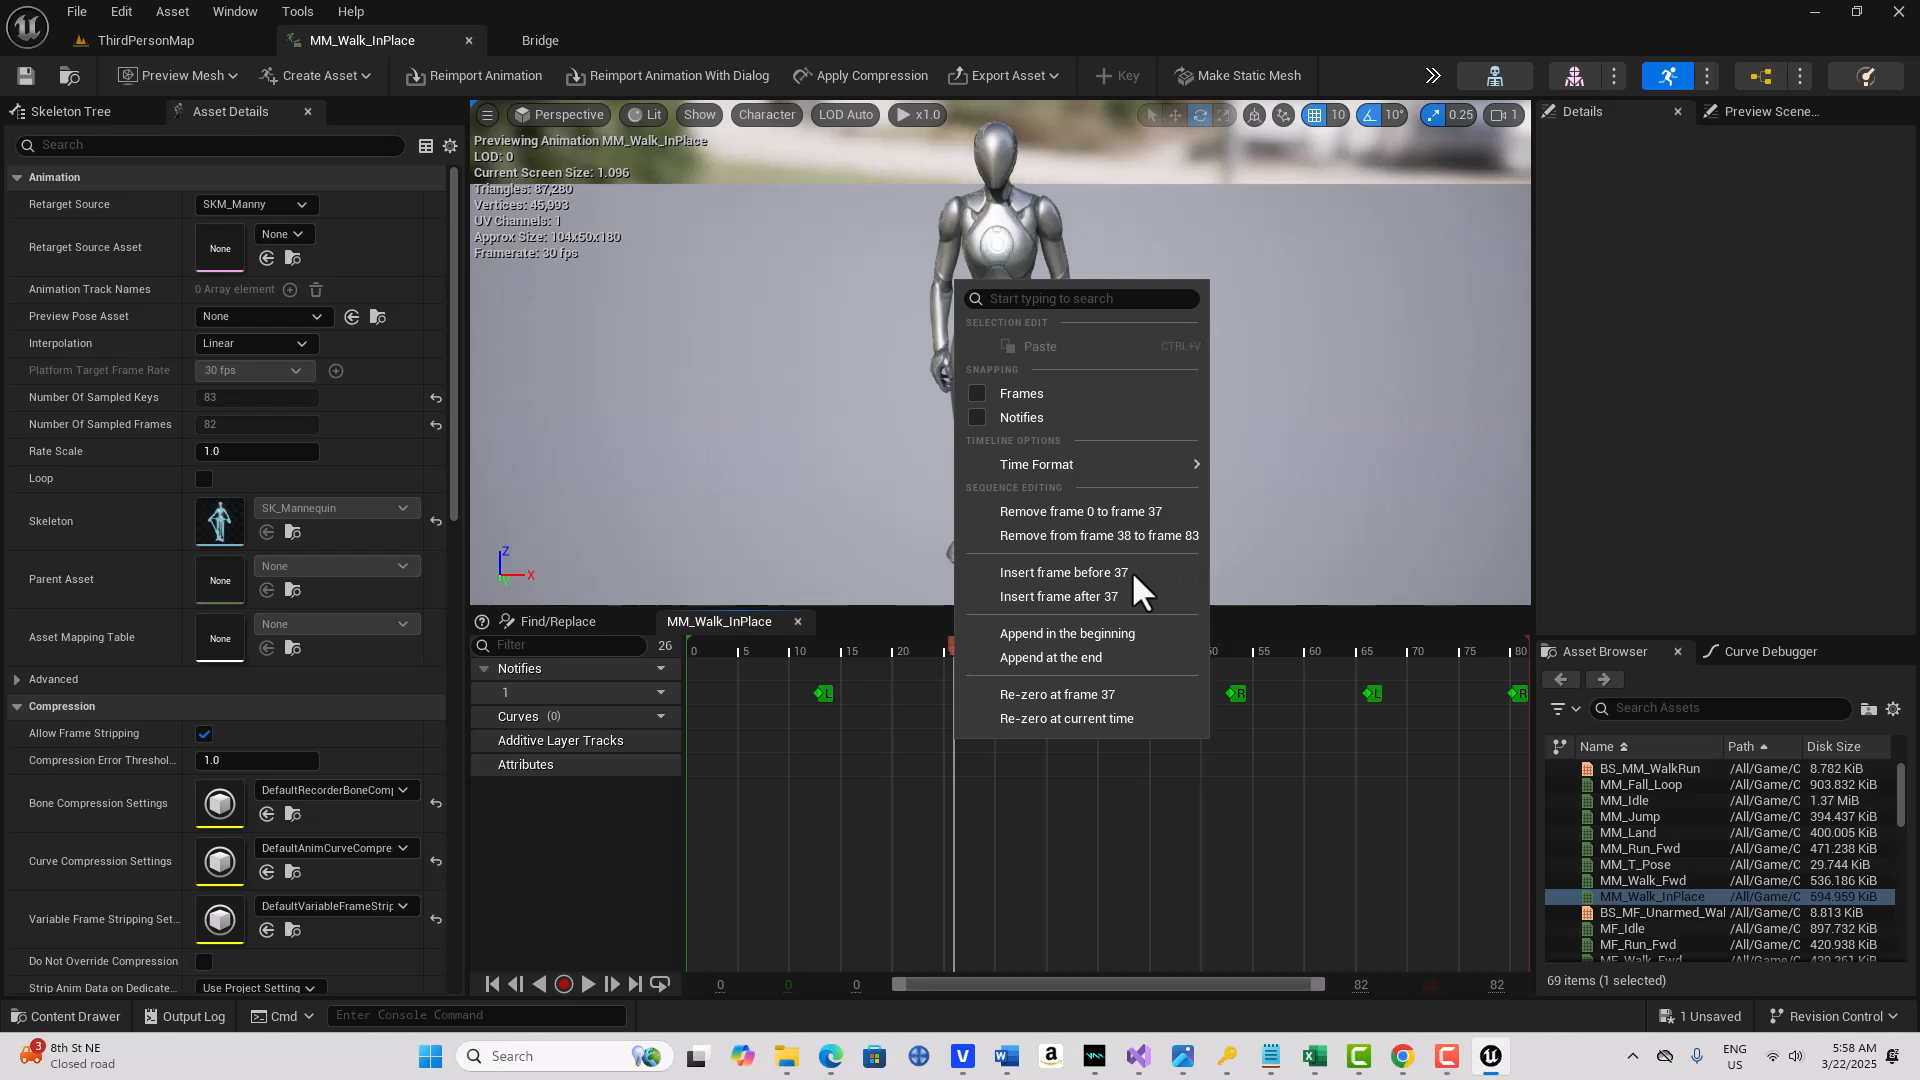 File Edit Asset Window Tools Help
ThirdPersonMap MM_Walk_InPlace Bridge
Preview Mesh Create Asset Reimport Animation Reimport Animation With Dialog Apply Compression Export Asset Key Make Static Mesh
Skeleton Tree Asset Details
Search
Animation
Retarget Source SKM_Manny
Retarget Source Asset None None
Animation Track Names 0 Array element
Preview Pose Asset None
Interpolation Linear
Platform Target Frame Rate 30 fps
Number Of Sampled Keys 83
Number Of Sampled Frames 82
Rate Scale 1.0
Loop
Skeleton SK_Mannequin
Parent Asset None None
Asset Mapping Table None None
Advanced
Compression
Allow Frame Stripping
Compression Error Threshol... 1.0
Bone Compression Settings DefaultRecorderBoneComp
Curve Compression Settings DefaultAnimCurveCompre
Variable Frame Stripping Set... DefaultVariableFrameStrip
Do Not Override Compression
Strip Anim Data on Dedicate... Use Project Setting
Perspective Lit Show Character LOD Auto x1.0 10 10° 0.25 1
Previewing Animation MM_Walk_InPlace
LOD: 0
Current Screen Size: 1.096
Triangles: 87,280
Vertices: 45,993
UV Channels: 1
Approx Size: 104x50x180
Framerate: 30 fps
Z
X
Y
Start typing to search
SELECTION EDIT
Paste CTRL+V
SNAPPING
Frames
Notifies
TIMELINE OPTIONS
Time Format
SEQUENCE EDITING
Remove frame 0 to frame 37
Remove from frame 38 to frame 83
Insert frame before 37
Insert frame after 37
Append in the beginning
Append at the end
Re-zero at frame 37
Re-zero at current time
Find/Replace MM_Walk_InPlace
Filter 26 0 5 10 15 20 50 55 60 65 70 75 80
Notifies
1 L R L R
Curves (0)
Additive Layer Tracks
Attributes
0 0 0 82 82
Details Preview Scene...
Asset Browser Curve Debugger
Search Assets
Name Path Disk Size
BS_MM_WalkRun /All/Game/C 8.782 KiB
MM_Fall_Loop /All/Game/C 903.832 KiB
MM_Idle /All/Game/C 1.37 MiB
MM_Jump /All/Game/C 394.437 KiB
MM_Land /All/Game/C 400.005 KiB
MM_Run_Fwd /All/Game/C 471.238 KiB
MM_T_Pose /All/Game/C 29.744 KiB
MM_Walk_Fwd /All/Game/C 536.186 KiB
MM_Walk_InPlace /All/Game/C 594.959 KiB
BS_MF_Unarmed_Wal /All/Game/C 8.813 KiB
MF_Idle /All/Game/C 897.732 KiB
MF_Run_Fwd /All/Game/C 420.938 KiB
MF_Walk_Fwd /All/Game/C 439.361 KiB
69 items (1 selected)
Content Drawer Output Log Cmd Enter Console Command 1 Unsaved Revision Control
3 8th St NE
Closed road
Search
ENG
US
5:58 AM
3/22/2025